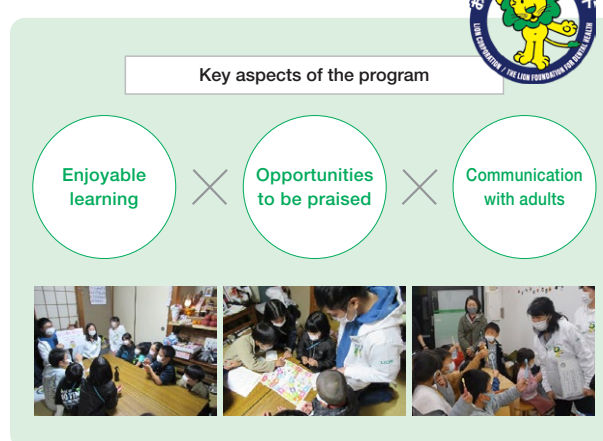 LION CORPORATION / THE LION FOUNDATION FOR DENTAL HEALTH
Key aspects of the program
Enjoyable
learning
Opportunities
to be praised
Communication
with adults